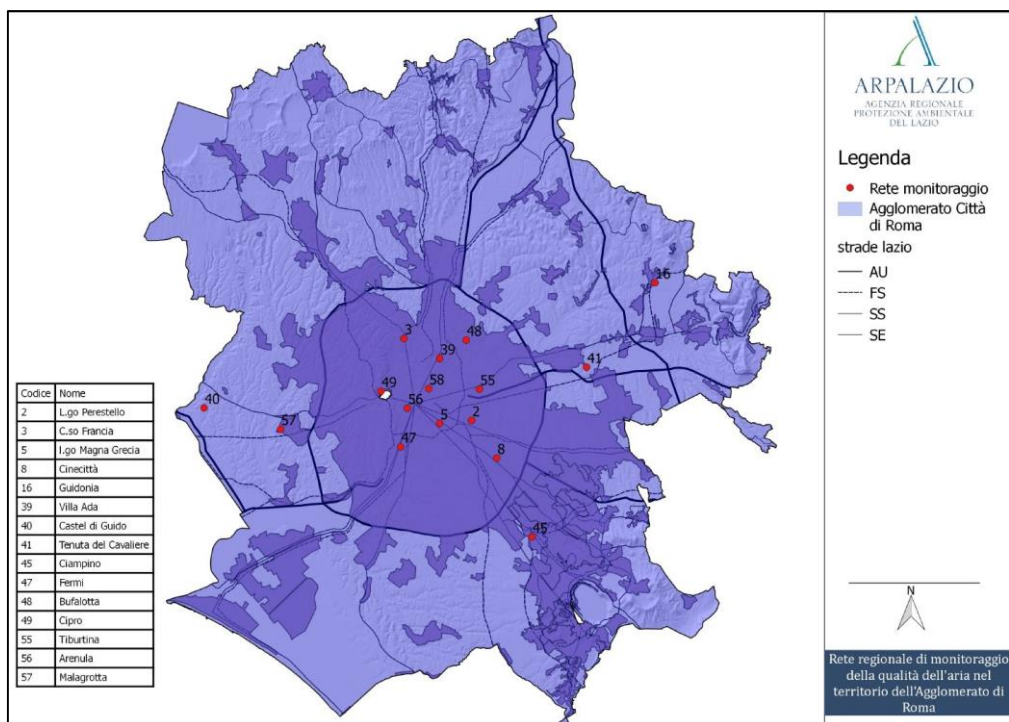 Codice Nome
2 L.go Perestello
3 C.so Francia
5 l.go Magna Grecia
8 Cinecittà
16 Guidonia
39 Villa Ada
40 Castel di Guido
41 Tenuta del Cavaliere
45 Ciampino
47 Fermi
48 Bufalotta
49 Cipro
55 Tiburtina
56 Arenula
57 Malagrotta
16
3
48
39
41
49
58
55
40
56
57
5
2
47
8
45
ARPALAZIO
AGENZIA REGIONALE
PROTEZIONE AMBIENTALE
DEL LAZIO
Legenda
Rete monitoraggio
Agglomerato Città
di Roma
strade lazio
AU
FS
SS
SE
N
Rete regionale di monitoraggio
della qualità dell'aria nel
territorio dell'Agglomerato di
Roma